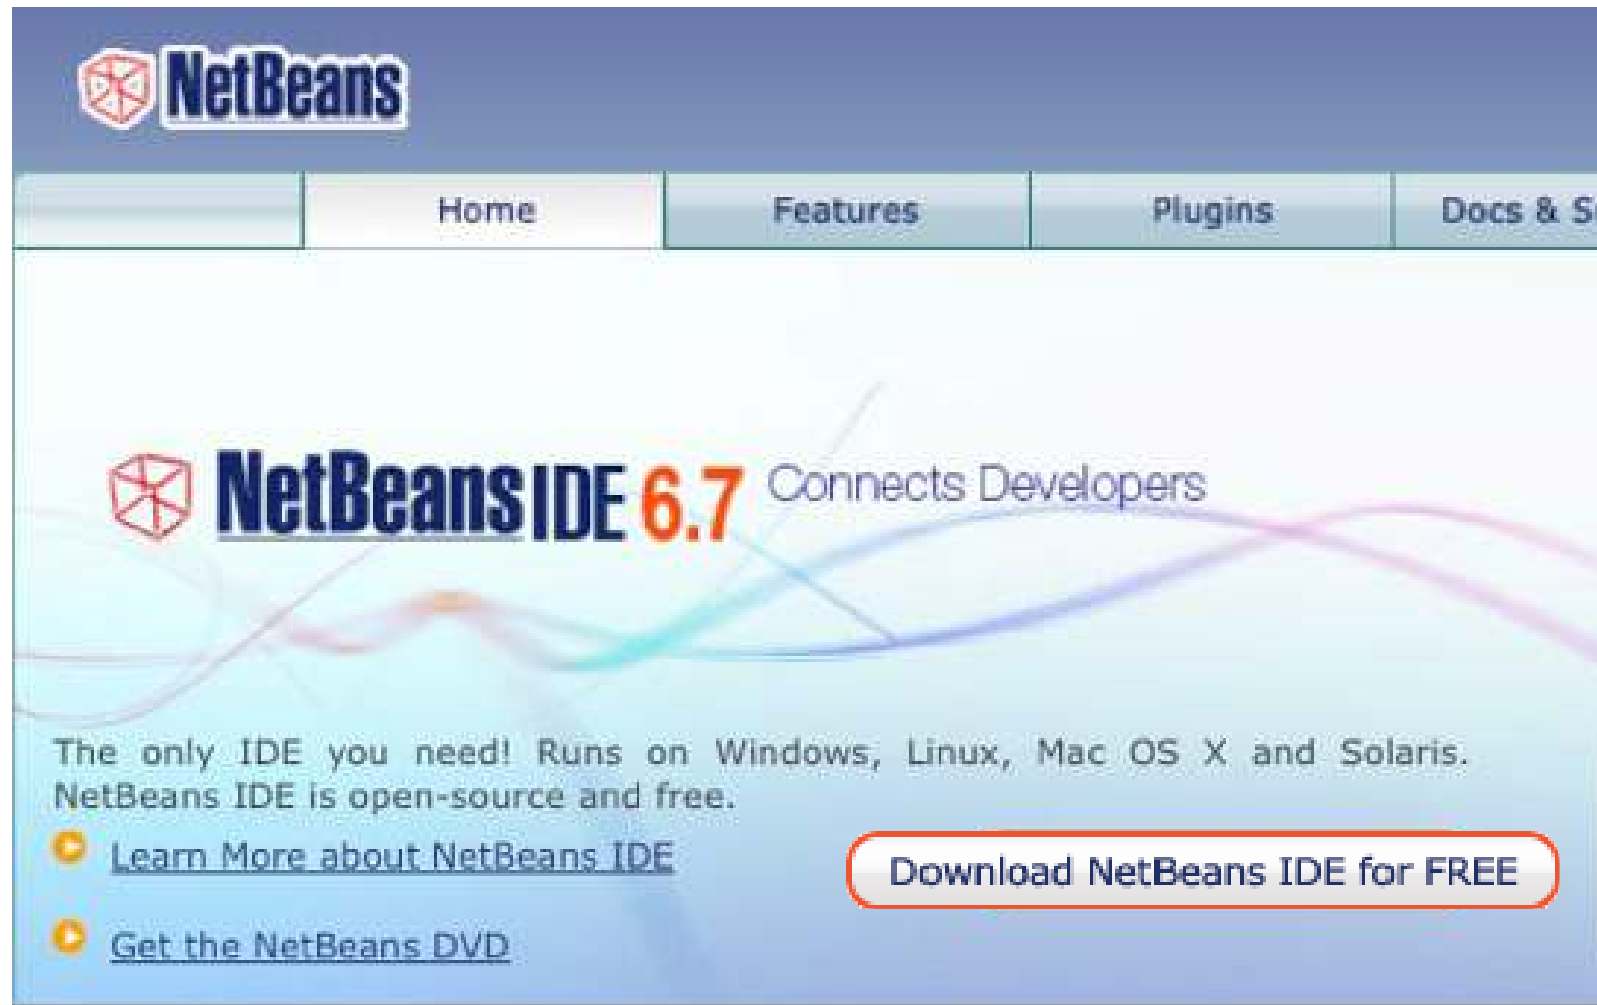 NetBeans
Home Features Plugins Docs &
NetBeans IDE 6.7 Connects Developers
The only IDE you need! Runs on Windows, Linux, Mac OS X and Solaris.
NetBeans IDE is open-source and free.
Learn More about NetBeans IDE
Download NetBeans IDE for FREE
Get the NetBeans DVD